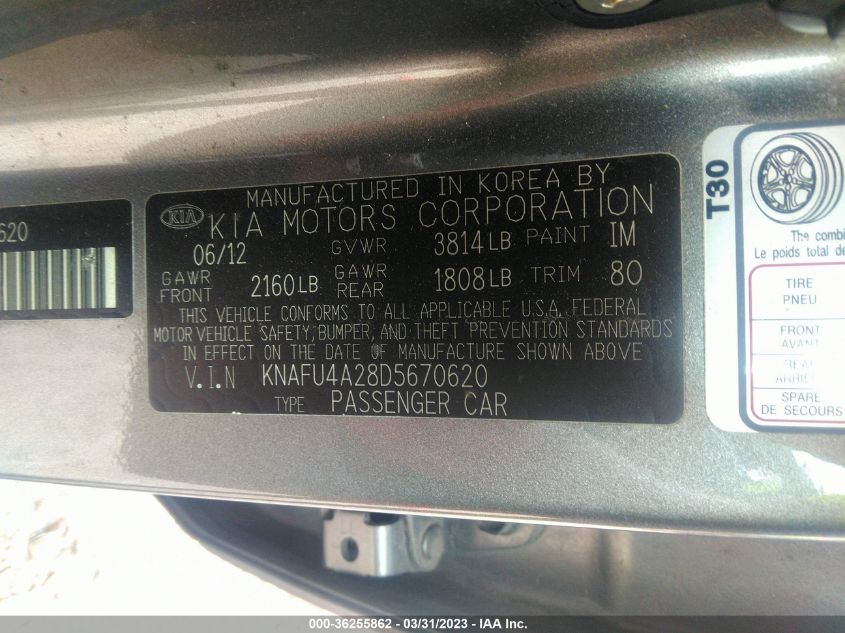 MANUFACTURED IN KOREA BY
KIA KIA MOTORS CORPORATION
06/12 GVWR 3814LB PAINT IM
GAWR FRONT 2160LB GAWR REAR 1808LB TRIM 80
THIS VEHICLE CONFORMS TO ALL APPLICABLE U.S.A. FEDERAL
MOTOR VEHICLE SAFETY, BUMPER, AND THEFT PREVENTION STANDARDS
IN EFFECT ON THE DATE OF MANUFACTURE SHOWN ABOVE
V.I.N KNAFU4A28D5670620
TYPE PASSENGER CAR
620
T30
The combi
Le poids total de
TIRE
PNEU
FRONT
AVANT
REA
ARRIÈ
SPARE
DE SECOURS
000-36255862 - 03/31/2023 - IAA Inc.